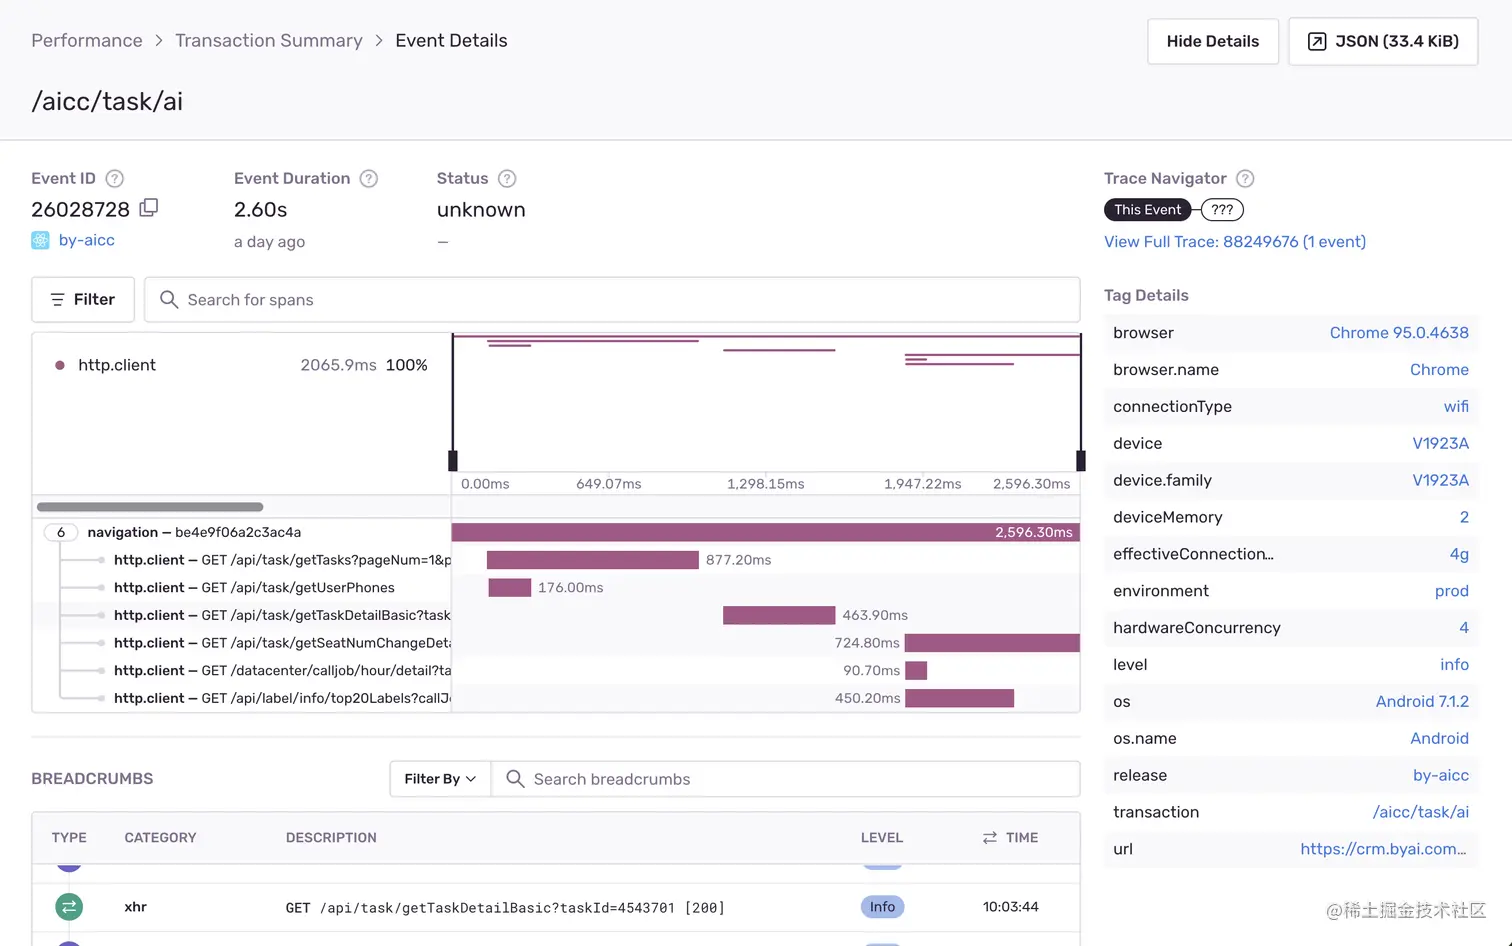 Performance > Transaction Summary > Event Details
Hide Details
JSON (33.4 KiB)
/aicc/task/ai
Event ID ?
26028728
by-aicc
Event Duration ?
2.60s
a day ago
Status ?
unknown
—
Trace Navigator ?
This Event ???
View Full Trace: 88249676 (1 event)
Filter
Search for spans
http.client 2065.9ms 100%
0.00ms 649.07ms 1,298.15ms 1,947.22ms 2,596.30ms
6 navigation — be4e9f06a2c3ac4a 2,596.30ms
http.client — GET /api/task/getTasks?pageNum=1&p 877.20ms
http.client — GET /api/task/getUserPhones 176.00ms
http.client — GET /api/task/getTaskDetailBasic?task 463.90ms
http.client — GET /api/task/getSeatNumChangeDeta 724.80ms
http.client — GET /datacenter/calljob/hour/detail?ta 90.70ms
http.client — GET /api/label/info/top20Labels?callJo 450.20ms
BREADCRUMBS
Filter By
Search breadcrumbs
TYPE CATEGORY DESCRIPTION LEVEL TIME
xhr GET /api/task/getTaskDetailBasic?taskId=4543701 [200] Info 10:03:44
Tag Details
browser Chrome 95.0.4638
browser.name Chrome
connectionType wifi
device V1923A
device.family V1923A
deviceMemory 2
effectiveConnection... 4g
environment prod
hardwareConcurrency 4
level info
os Android 7.1.2
os.name Android
release by-aicc
transaction /aicc/task/ai
url https://crm.byai.com...
@稀土掘金技术社区